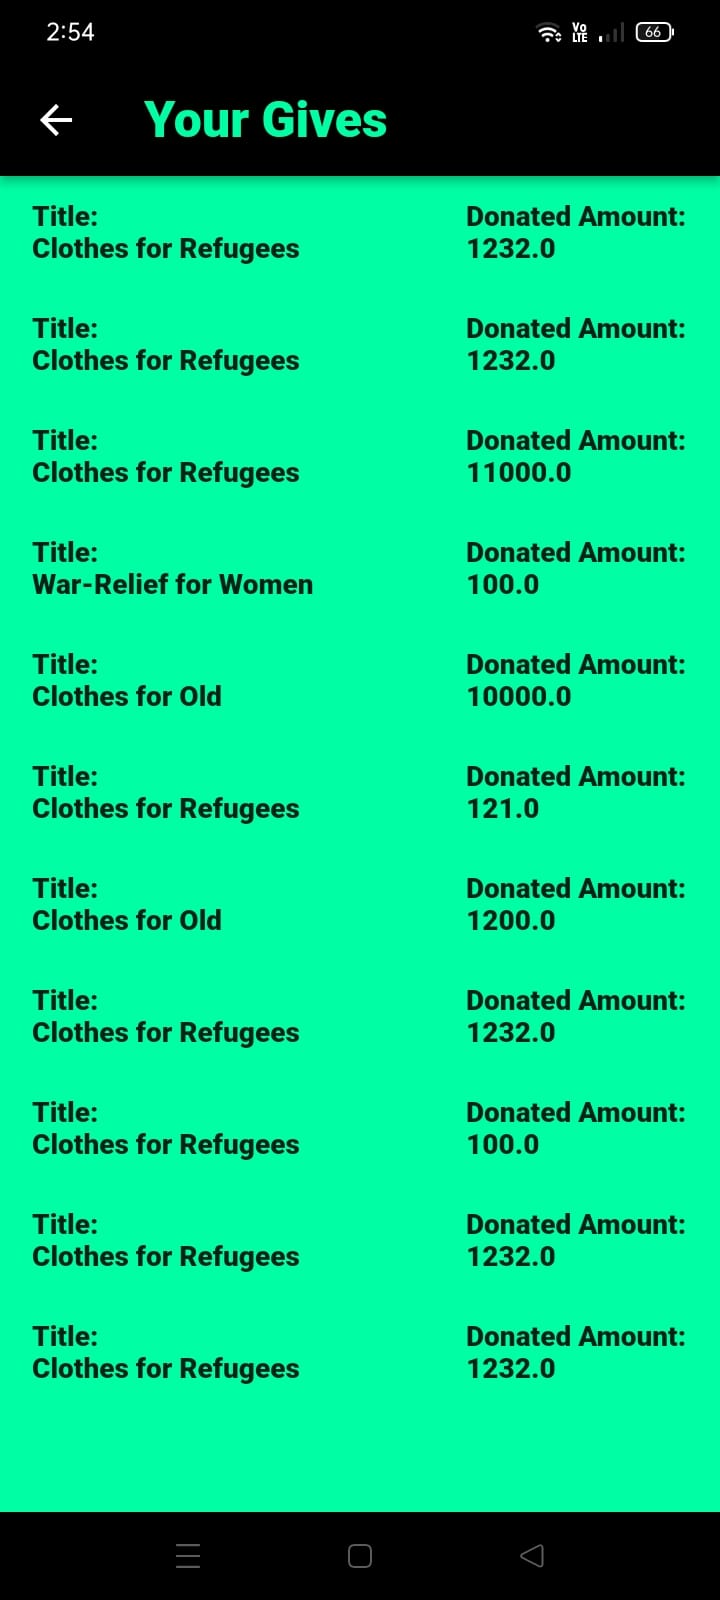 2:54
Vo
LTE
66
Your Gives
Title:
Donated Amount:
Clothes for Refugees
1232.0
Title:
Donated Amount:
Clothes for Refugees
1232.0
Title:
Donated Amount:
Clothes for Refugees
11000.0
Title:
Donated Amount:
War-Relief for Women
100.0
Title:
Donated Amount:
Clothes for Old
10000.0
Title:
Donated Amount:
Clothes for Refugees
121.0
Title:
Donated Amount:
Clothes for Old
1200.0
Title:
Donated Amount:
Clothes for Refugees
1232.0
Title:
Donated Amount:
Clothes for Refugees
100.0
Title:
Donated Amount:
Clothes for Refugees
1232.0
Title:
Donated Amount:
Clothes for Refugees
1232.0